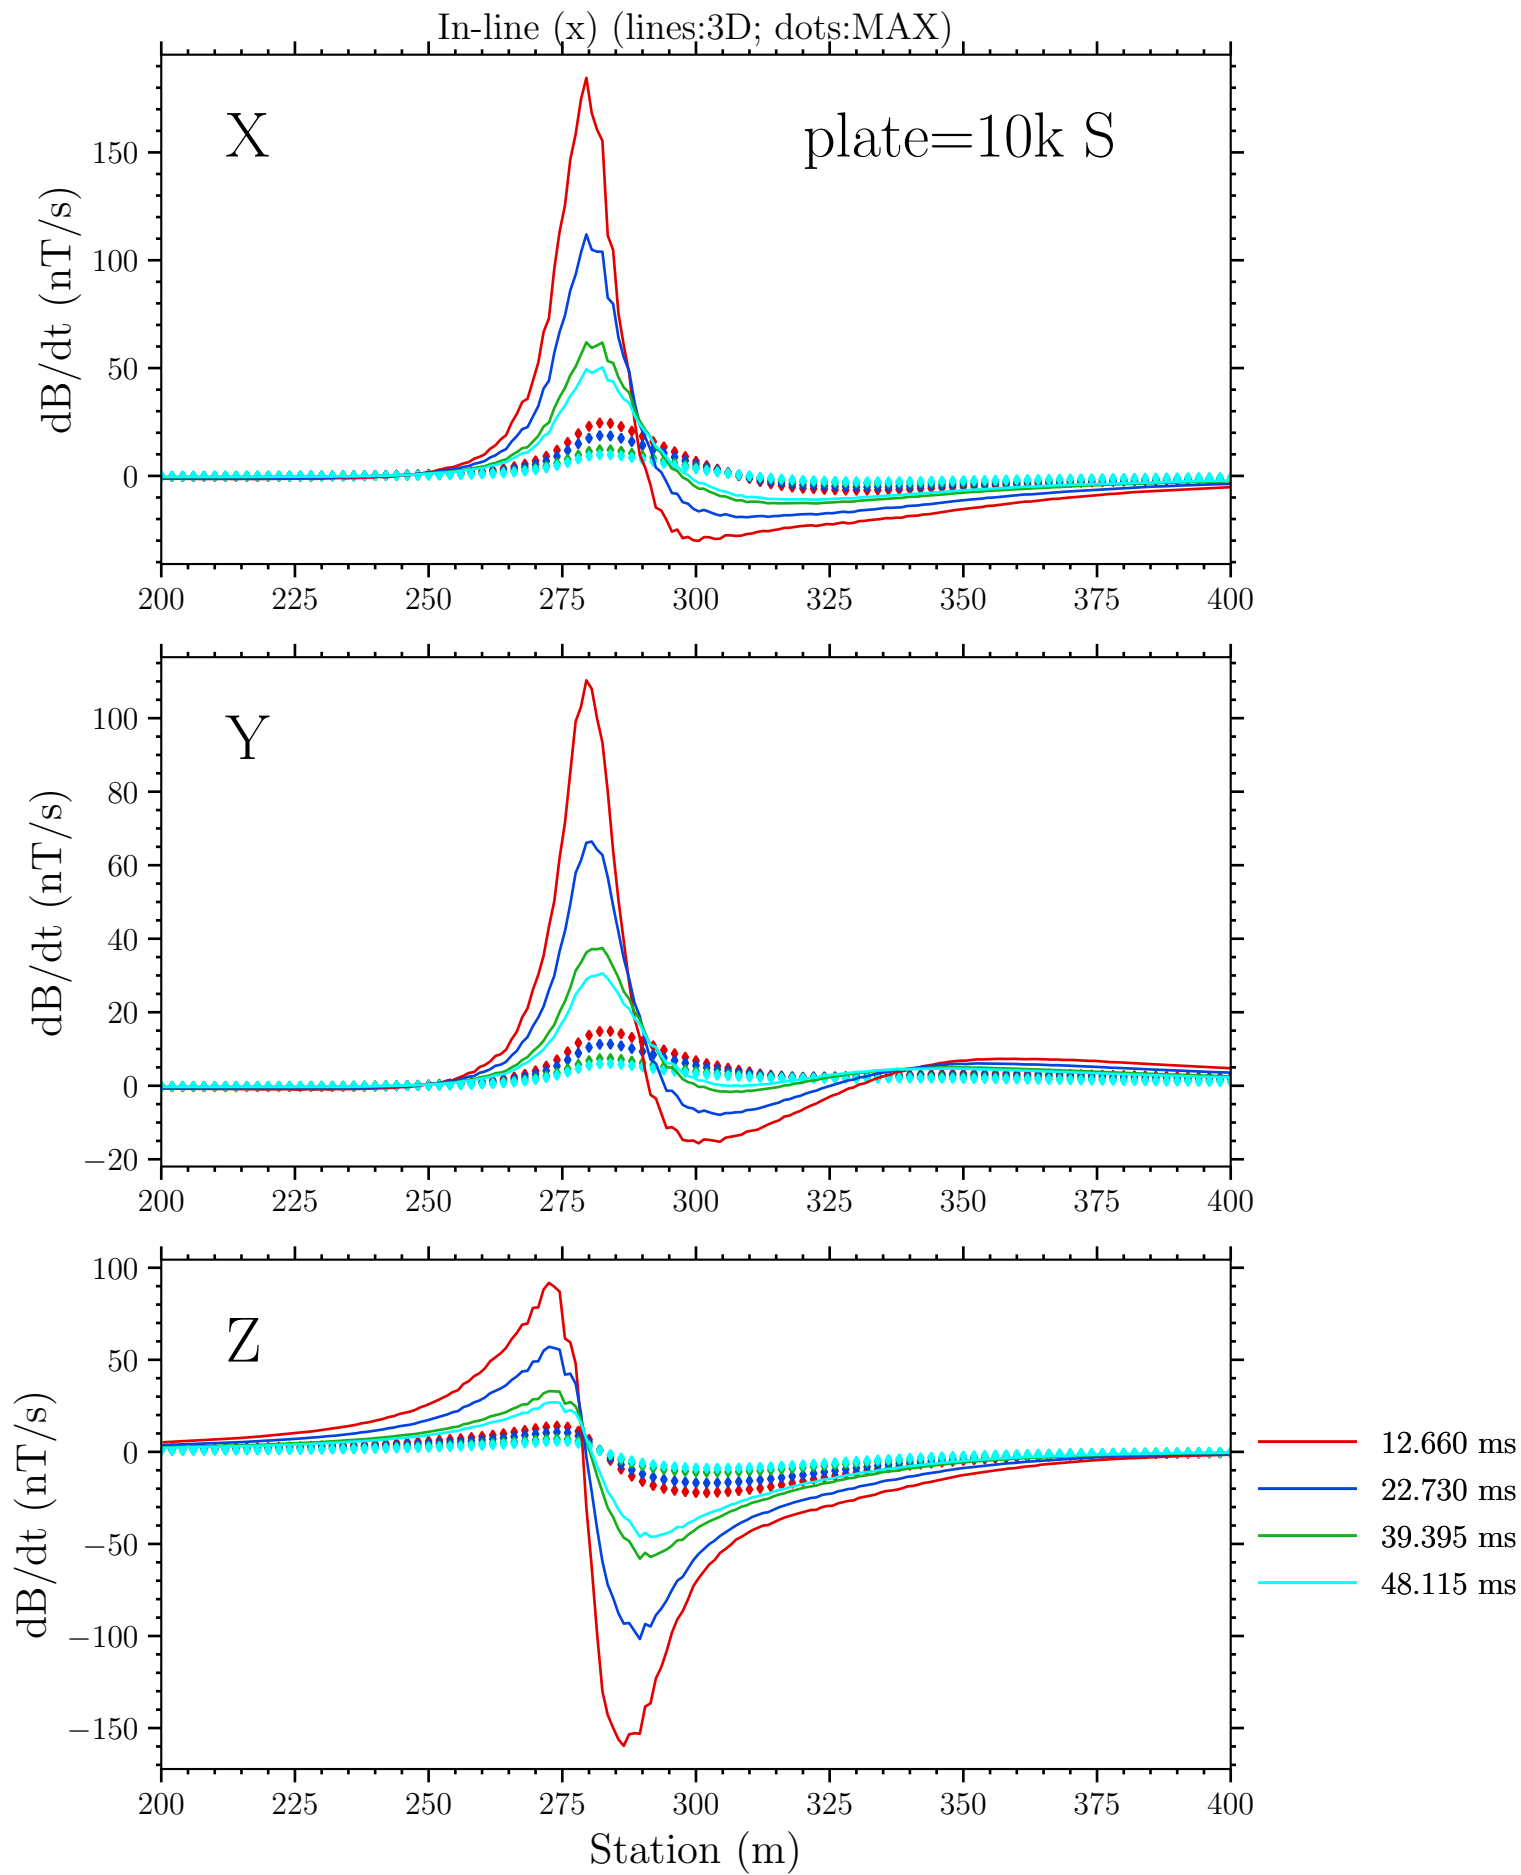 In-line (x) (lines:3D; dots:MAX)
X
plate=10k S
dB/dt (nT/s)
150
100
50
0
200 225 250 275 300 325 350 375 400
Y
dB/dt (nT/s)
100
80
60
40
20
0
−20
200 225 250 275 300 325 350 375 400
Z
dB/dt (nT/s)
100
50
0
−50
−100
−150
200 225 250 275 300 325 350 375 400
Station (m)
12.660 ms
22.730 ms
39.395 ms
48.115 ms